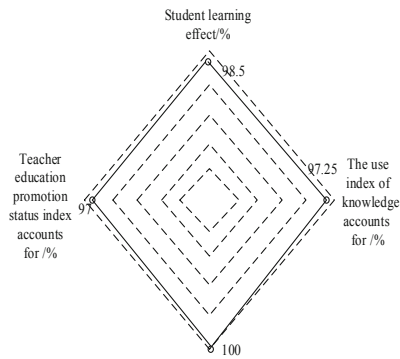 Student learning
effect/%
98.5
97.25
The use
index of
knowledge
accounts
for /%
Teacher
education
promotion
status index
accounts
for /%
97
100